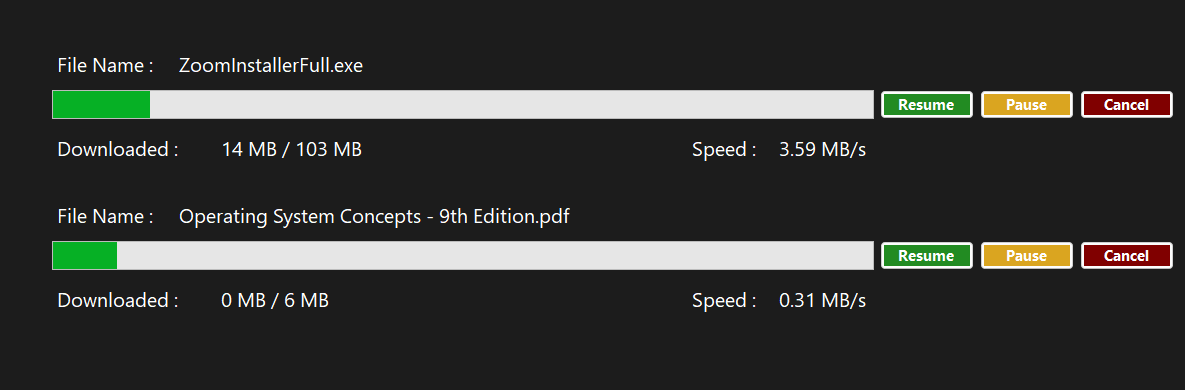 File Name : ZoomInstallerFull.exe
Resume Pause Cancel
Downloaded : 14 MB / 103 MB Speed : 3.59 MB/s
File Name : Operating System Concepts - 9th Edition.pdf
Resume Pause Cancel
Downloaded : 0 MB / 6 MB Speed : 0.31 MB/s